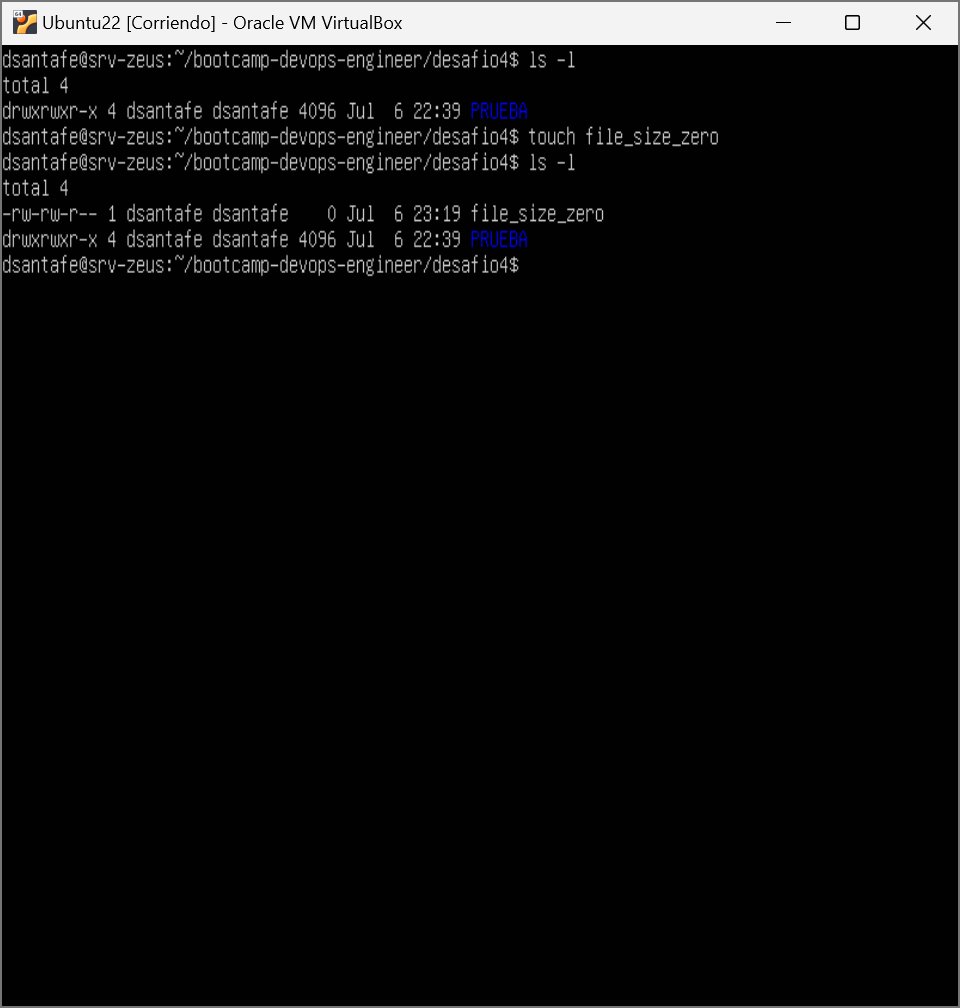 Ubuntu22 [Corriendo] - Oracle VM VirtualBox
dsantafe@srv-zeus:~/bootcamp-devops-engineer/desafio4$ ls -l
total 4
drwxrwxr-x 4 dsantafe dsantafe 4096 Jul  6 22:39 PRUEBA
dsantafe@srv-zeus:~/bootcamp-devops-engineer/desafio4$ touch file_size_zero
dsantafe@srv-zeus:~/bootcamp-devops-engineer/desafio4$ ls -l
total 4
-rw-rw-r-- 1 dsantafe dsantafe    0 Jul  6 23:19 file_size_zero
drwxrwxr-x 4 dsantafe dsantafe 4096 Jul  6 22:39 PRUEBA
dsantafe@srv-zeus:~/bootcamp-devops-engineer/desafio4$